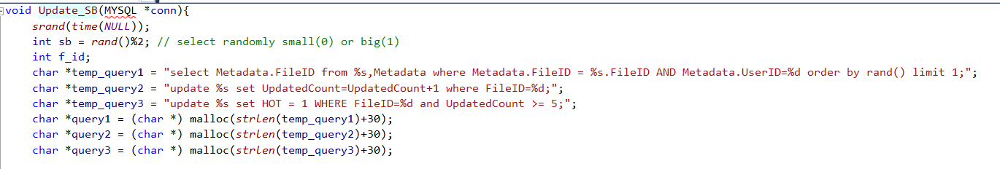 void Update_SB(MYSQL *conn){
srand(time(NULL));
int sb = rand()%2; // select randomly small(0) or big(1)
int f_id;
char *temp_query1 = "select Metadata.FileID from %s,Metadata where Metadata.FileID = %s.FileID AND Metadata.UserID=%d order by rand() limit 1;";
char *temp_query2 = "update %s set UpdatedCount=UpdatedCount+1 where FileID=%d;";
char *temp_query3 = "update %s set HOT = 1 WHERE FileID=%d and UpdatedCount >= 5;";
char *query1 = (char *) malloc(strlen(temp_query1)+30);
char *query2 = (char *) malloc(strlen(temp_query2)+30);
char *query3 = (char *) malloc(strlen(temp_query3)+30);